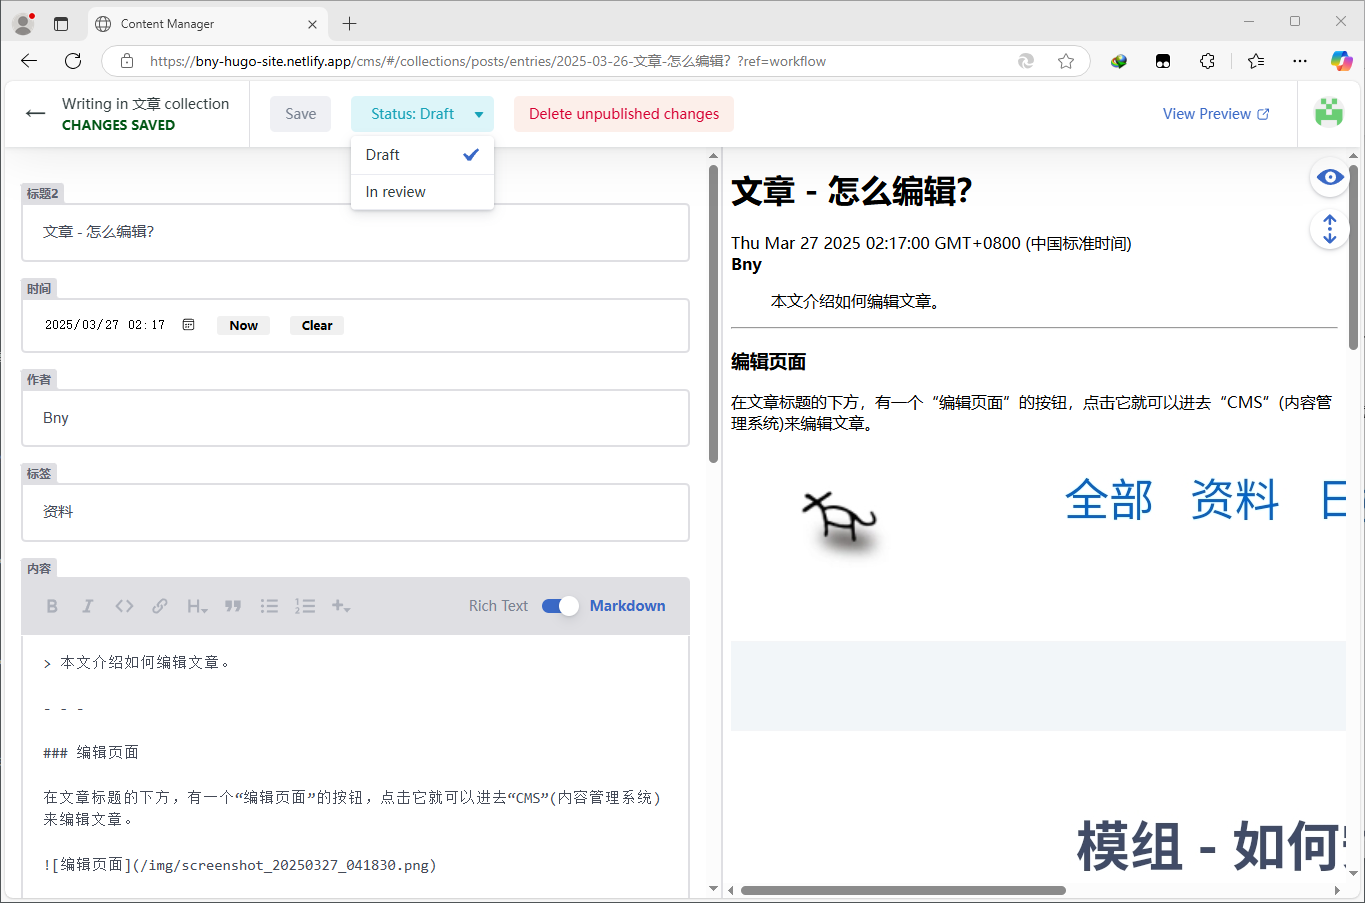 Content Manager
https://bny-hugo-site.netlify.app/cms/#/collections/posts/entries/2025-03-26-文章-怎么编辑？?ref=workflow
Writing in 文章 collection
CHANGES SAVED
Save
Status: Draft
Delete unpublished changes
View Preview
Draft
In review
标题2
文章 - 怎么编辑？
时间
2025/03/27 02:17
Now
Clear
作者
Bny
标签
资料
内容
Rich Text
Markdown
> 本文介绍如何编辑文章。
- - -
### 编辑页面
在文章标题的下方，有一个“编辑页面”的按钮，点击它就可以进去“CMS”(内容管理系统)
来编辑文章。
![编辑页面](/img/screenshot_20250327_041830.png)
文章 - 怎么编辑？
Thu Mar 27 2025 02:17:00 GMT+0800 (中国标准时间)
Bny
本文介绍如何编辑文章。
编辑页面
在文章标题的下方，有一个“编辑页面”的按钮，点击它就可以进去“CMS”(内容管
理系统)来编辑文章。
全部 资料
模组 - 如何